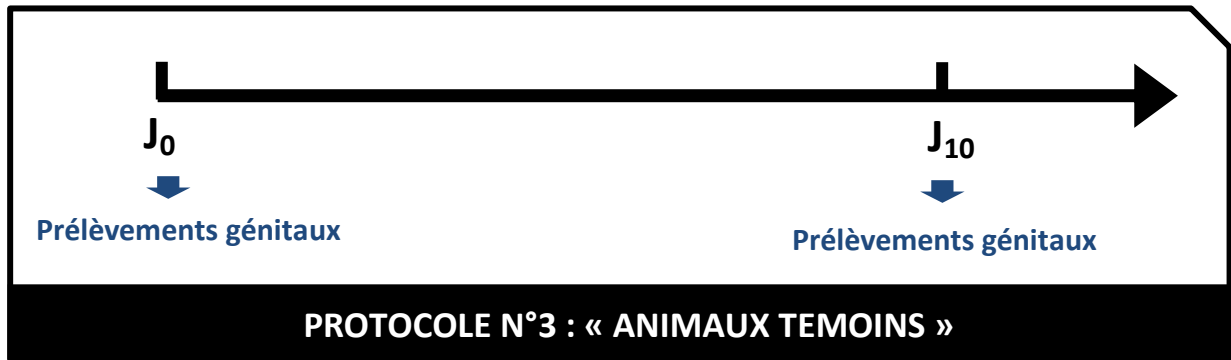 J₀
J₁₀
Prélèvements génitaux
Prélèvements génitaux
PROTOCOLE N°3 : « ANIMAUX TEMOINS »